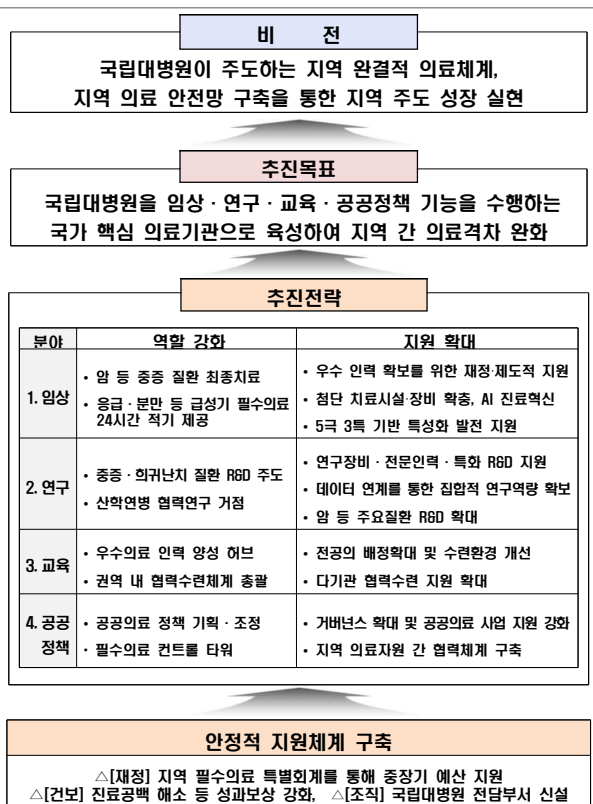 비 전
국립대병원이 주도하는 지역 완결적 의료체계,
지역 의료 안전망 구축을 통한 지역 주도 성장 실현
추진목표
국립대병원을 임상·연구·교육·공공정책 기능을 수행하는
국가 핵심 의료기관으로 육성하여 지역 간 의료격차 완화
추진전략
분야 역할 강화 지원 확대
1. 임상
• 암 등 중증 질환 최종치료
• 응급·분만 등 급성기 필수의료
24시간 적기 제공
• 우수 인력 확보를 위한 재정·제도적 지원
• 첨단 치료시설·장비 확충, AI 진료혁신
• 5극 3특 기반 특성화 발전 지원
2. 연구
• 중증·희귀난치 질환 R&D 주도
• 산학연병 협력연구 거점
• 연구장비·전문인력·특화 R&D 지원
• 데이터 연계를 통한 집합적 연구역량 확보
• 암 등 주요질환 R&D 확대
3. 교육
• 우수의료 인력 양성 허브
• 권역 내 협력수련체계 총괄
• 전공의 배정확대 및 수련환경 개선
• 다기관 협력수련 지원 확대
4. 공공
정책
• 공공의료 정책 기획·조정
• 필수의료 컨트롤 타워
• 거버넌스 확대 및 공공의료 사업 지원 강화
• 지역 의료자원 간 협력체계 구축
안정적 지원체계 구축
△[재정] 지역 필수의료 특별회계를 통해 중장기 예산 지원
△[건보] 진료공백 해소 등 성과보상 강화, △[조직] 국립대병원 전담부서 신설